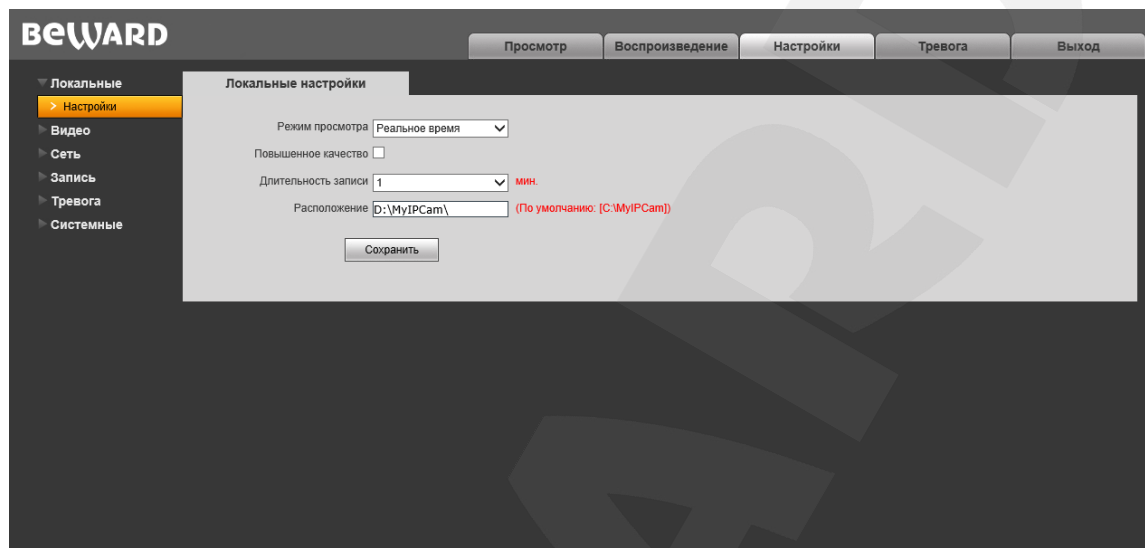 BEWARD
Просмотр Воспроизведение Настройки Тревога Выход
Локальные
> Настройки
Видео
Сеть
Запись
Тревога
Системные
Локальные настройки
Режим просмотра Реальное время
Повышенное качество
Длительность записи 1 мин.
Расположение D:\MyIPCam\ (По умолчанию: [C:\MyIPCam])
Сохранить